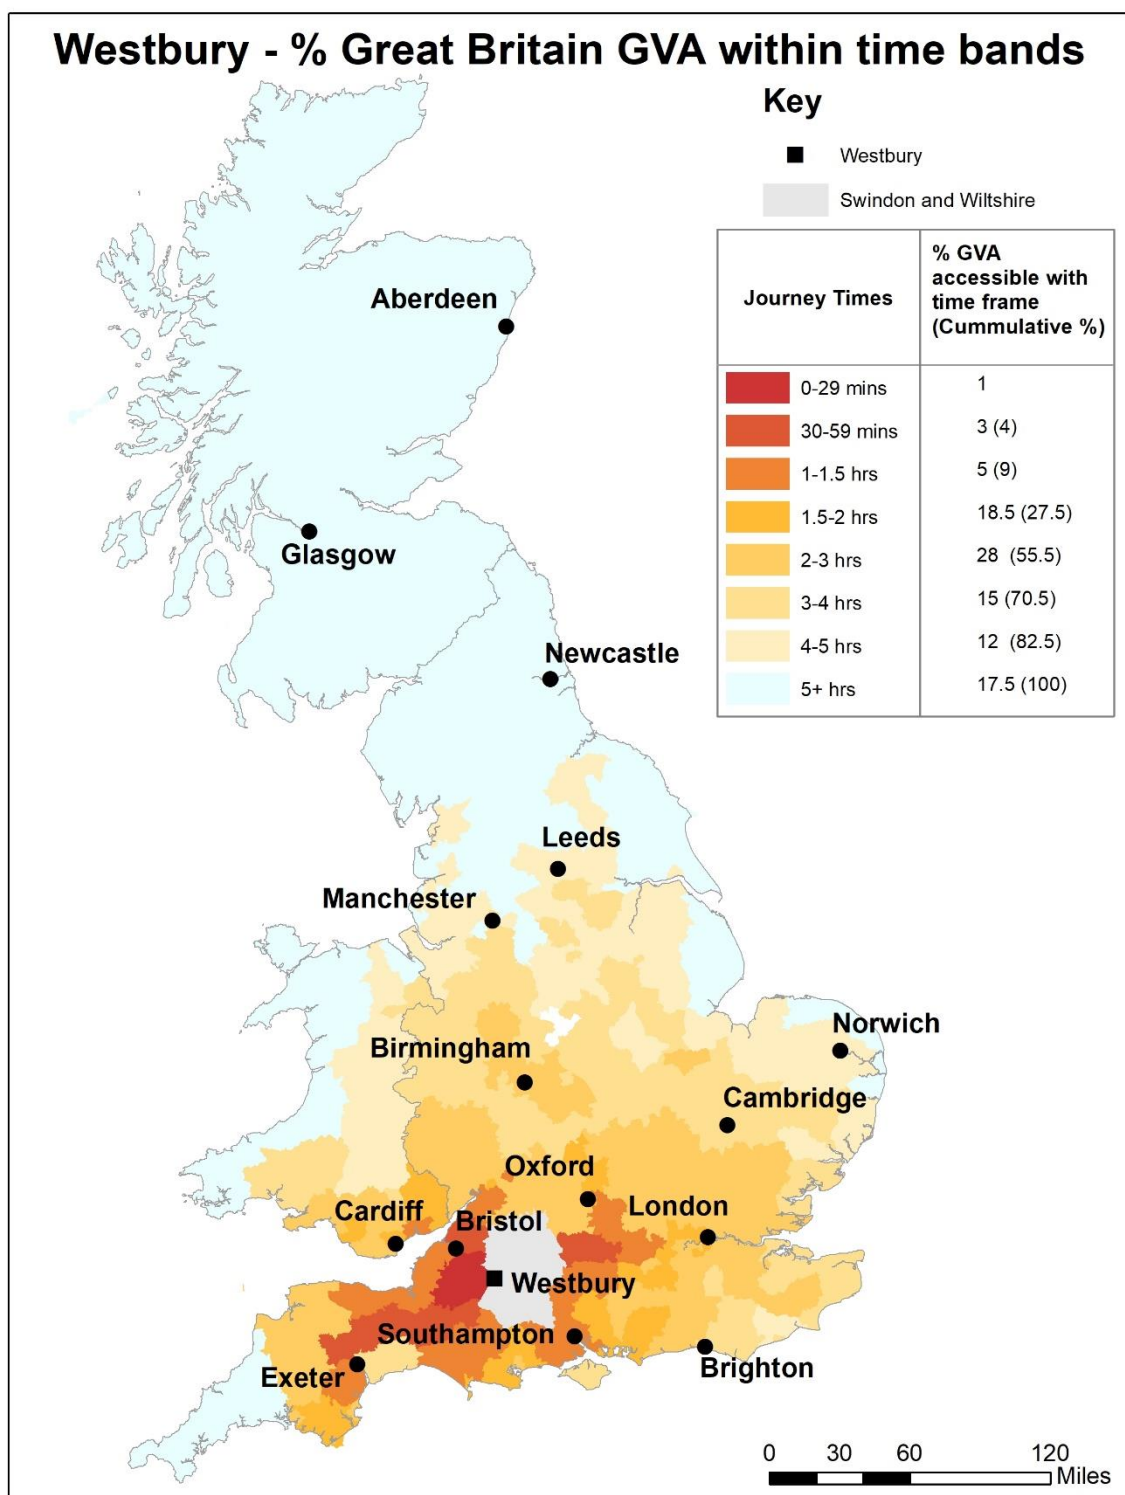 Westbury - % Great Britain GVA within time bands
Key
Westbury
Swindon and Wiltshire
Journey Times
% GVA
accessible with
time frame
(Cummulative %)
0-29 mins 1
30-59 mins 3 (4)
1-1.5 hrs 5 (9)
1.5-2 hrs 18.5 (27.5)
2-3 hrs 28 (55.5)
3-4 hrs 15 (70.5)
4-5 hrs 12 (82.5)
5+ hrs 17.5 (100)
Aberdeen
Glasgow
Newcastle
Leeds
Manchester
Norwich
Birmingham
Cambridge
Oxford
London
Cardiff
Bristol
Westbury
Southampton
Exeter
Brighton
0 30 60 120
Miles